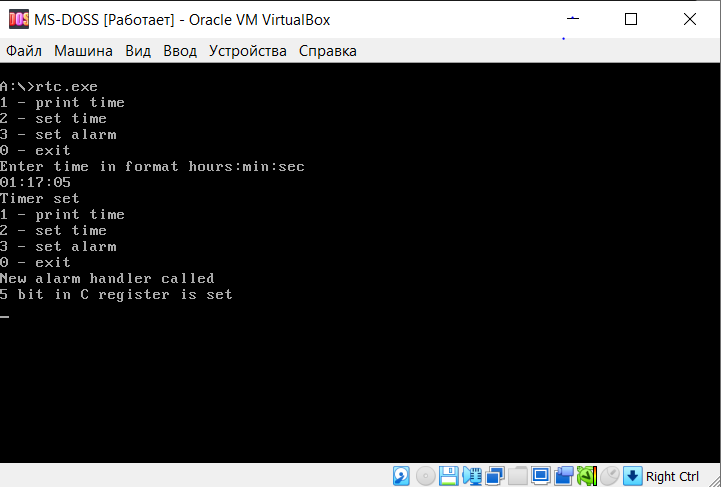 MS-DOSS [Работает] - Oracle VM VirtualBox
Файл Машина Вид Ввод Устройства Справка
A:\>rtc.exe
1 - print time
2 - set time
3 - set alarm
0 - exit
Enter time in format hours:min:sec
01:17:05
Timer set
1 - print time
2 - set time
3 - set alarm
0 - exit
New alarm handler called
5 bit in C register is set
_
Right Ctrl